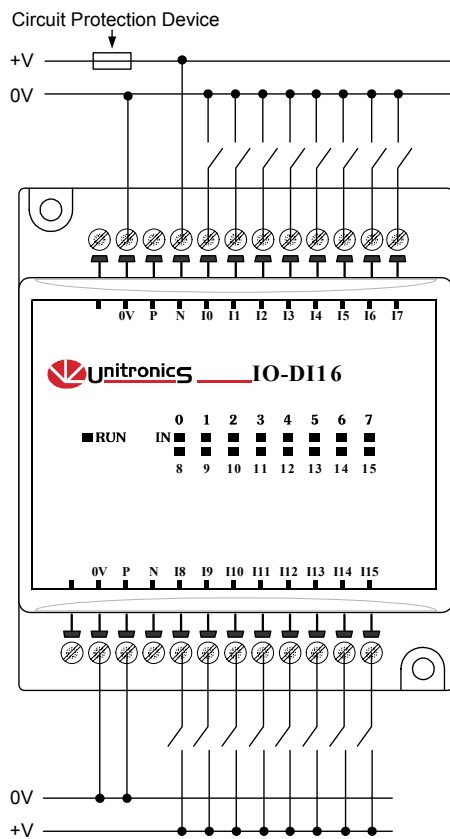 Circuit Protection Device
+V
0V
0V P N I0 I1 I2 I3 I4 I5 I6 I7
Unitronics IO-DI16
0 1 2 3 4 5 6 7
RUN IN
8 9 10 11 12 13 14 15
0V P N I8 I9 I10 I11 I12 I13 I14 I15
0V
+V